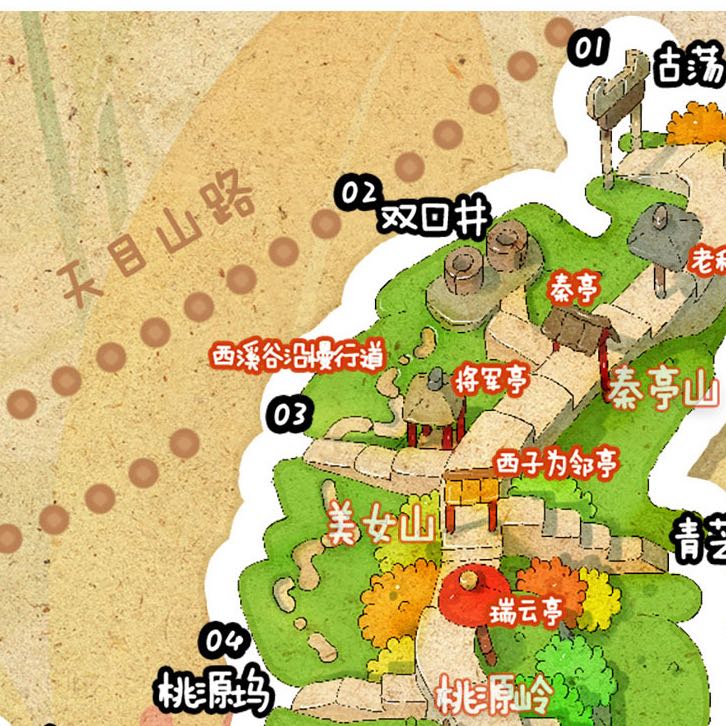 01
古荡
02
双口井
天目山路
老和
秦亭
西溪谷沿慢行道
将军亭
秦亭山
03
西子为邻亭
美女山
青芝
瑞云亭
04
桃源坞
桃源岭